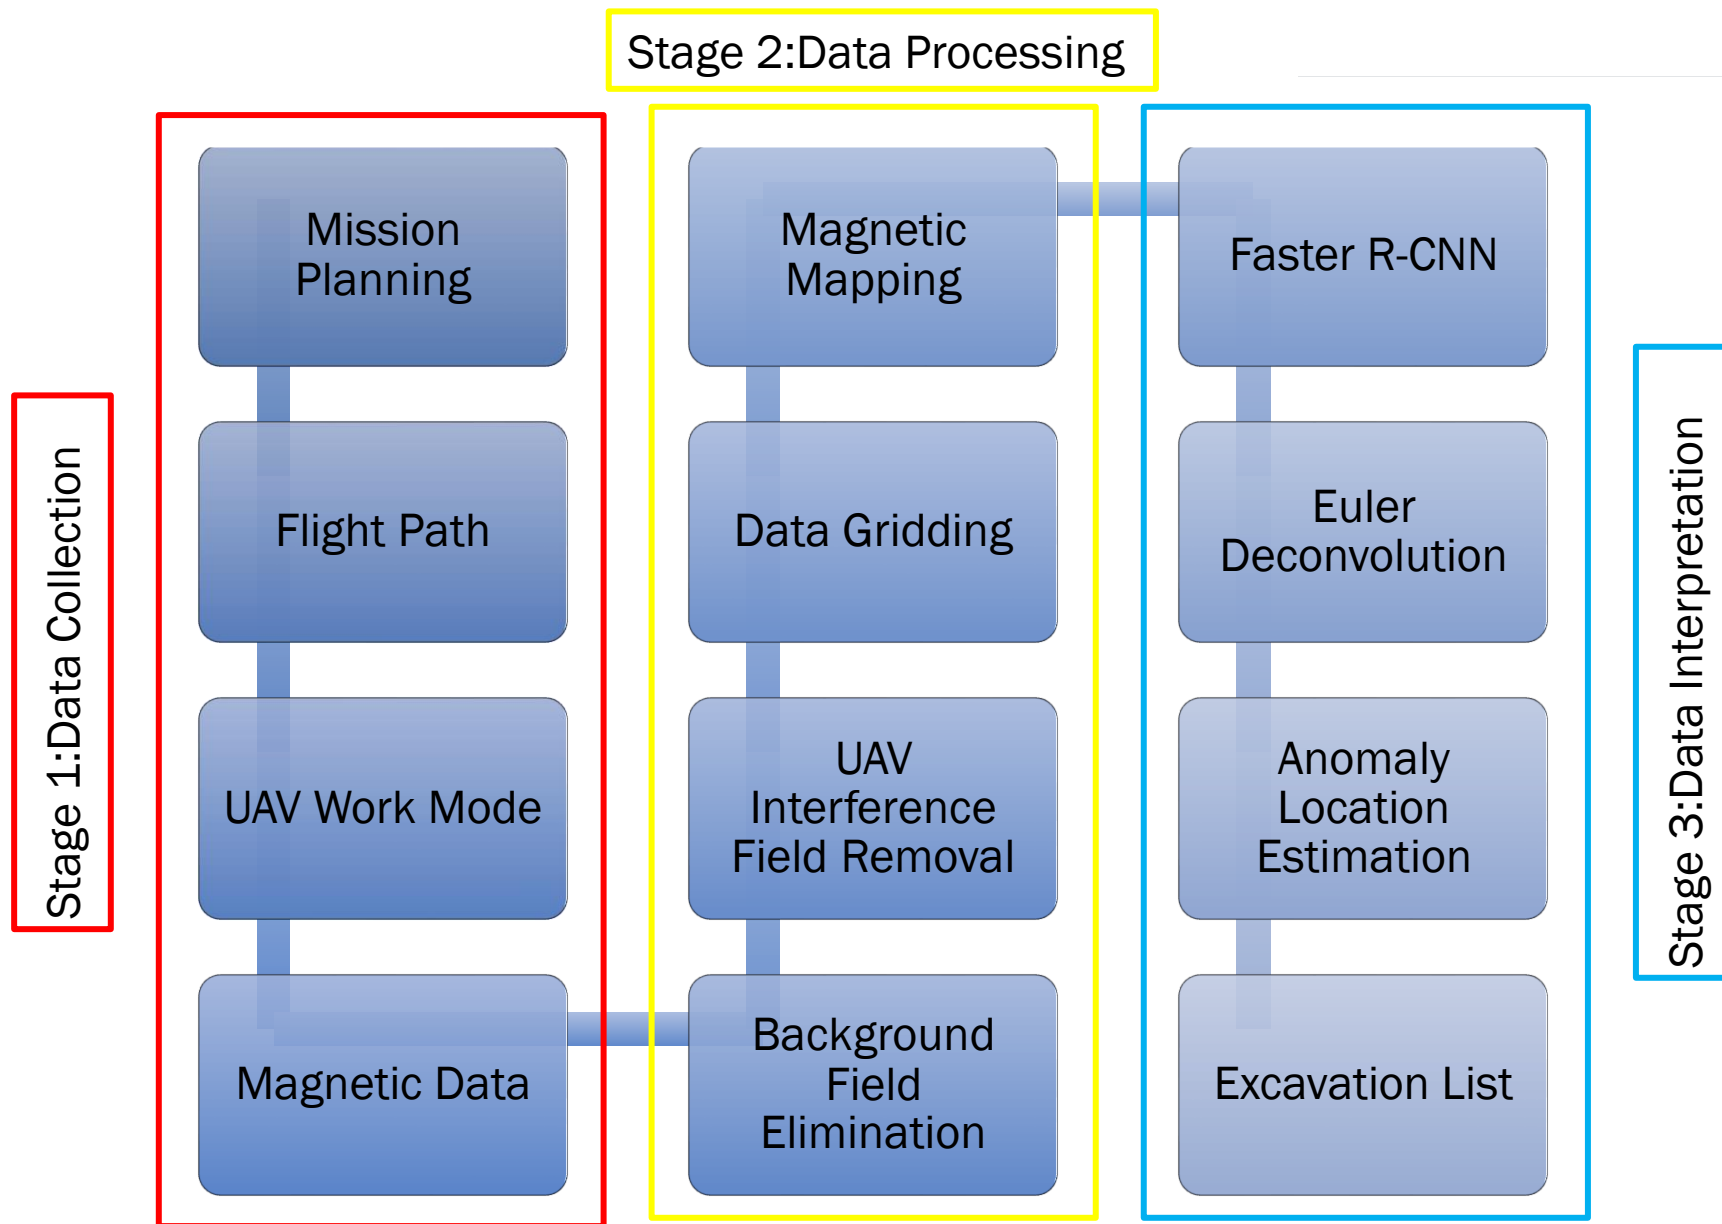 Stage 2:Data Processing
Stage 1:Data Collection
Mission
Planning
Flight Path
UAV Work Mode
Magnetic Data
Magnetic
Mapping
Data Gridding
UAV
Interference
Field Removal
Background
Field
Elimination
Faster R-CNN
Euler
Deconvolution
Anomaly
Location
Estimation
Excavation List
Stage 3:Data Interpretation